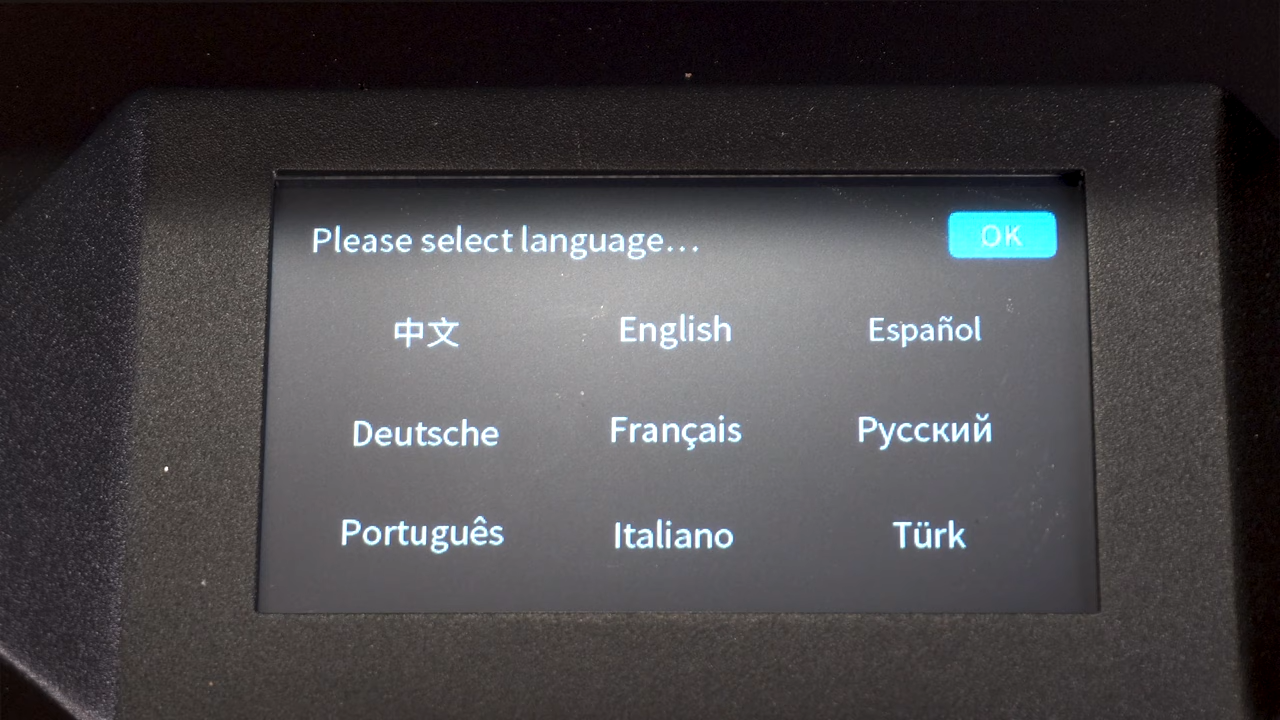 Please select language...
OK
中文 English Español
Deutsche Français Русский
Português Italiano Türk